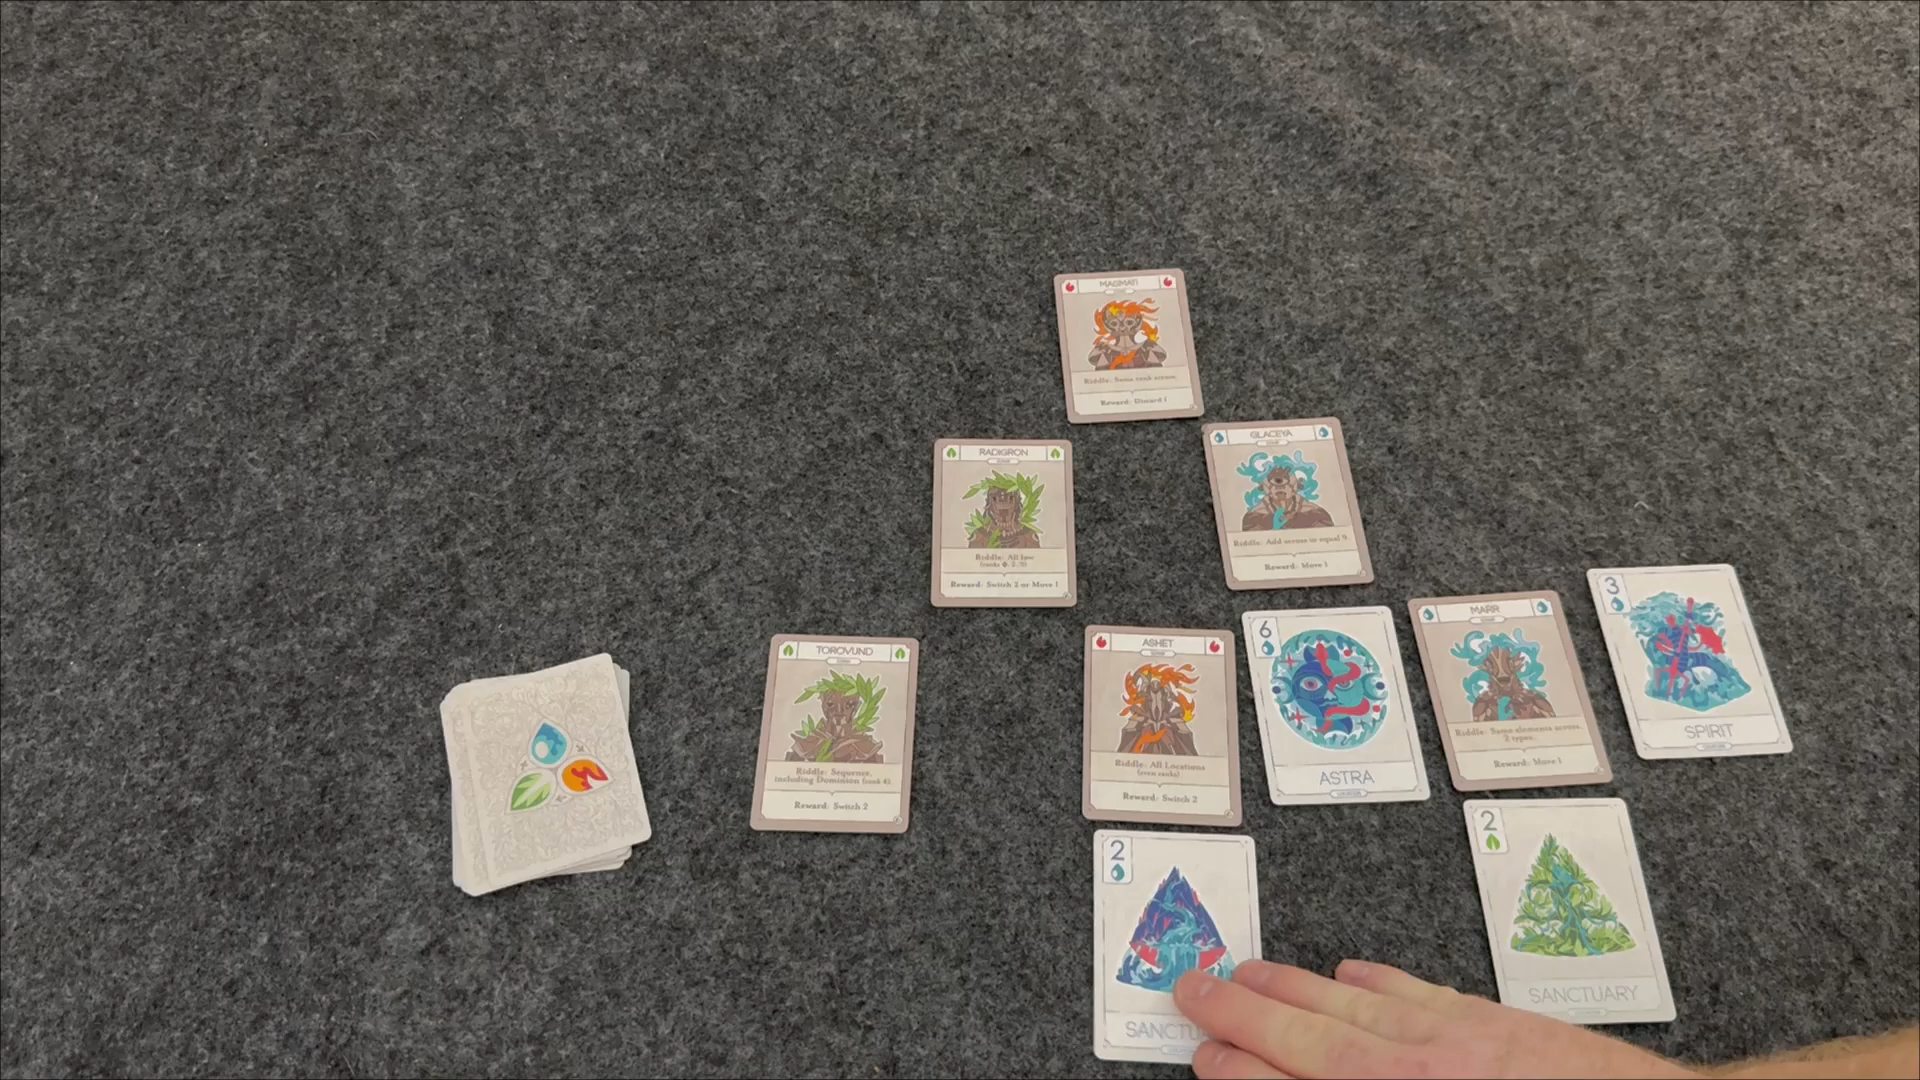 MAGMATI
Riddle: Same rank across.
Reward: Discard 1
RADIGRON
Riddle: All low
Reward: Switch 2 or Move 1
GLACEYA
Riddle: Add across to equal 9.
Reward: Move 1
TOROVUND
Riddle: Sequence,
including Dominion (rank 4)
Reward: Switch 2
ASHET
Riddle: All Locations
(even ranks)
Reward: Switch 2
6
ASTRA
MARR
Riddle: Same elements across,
2 types.
Reward: Move 1
3
SPIRIT
2
SANCTU
2
SANCTUARY